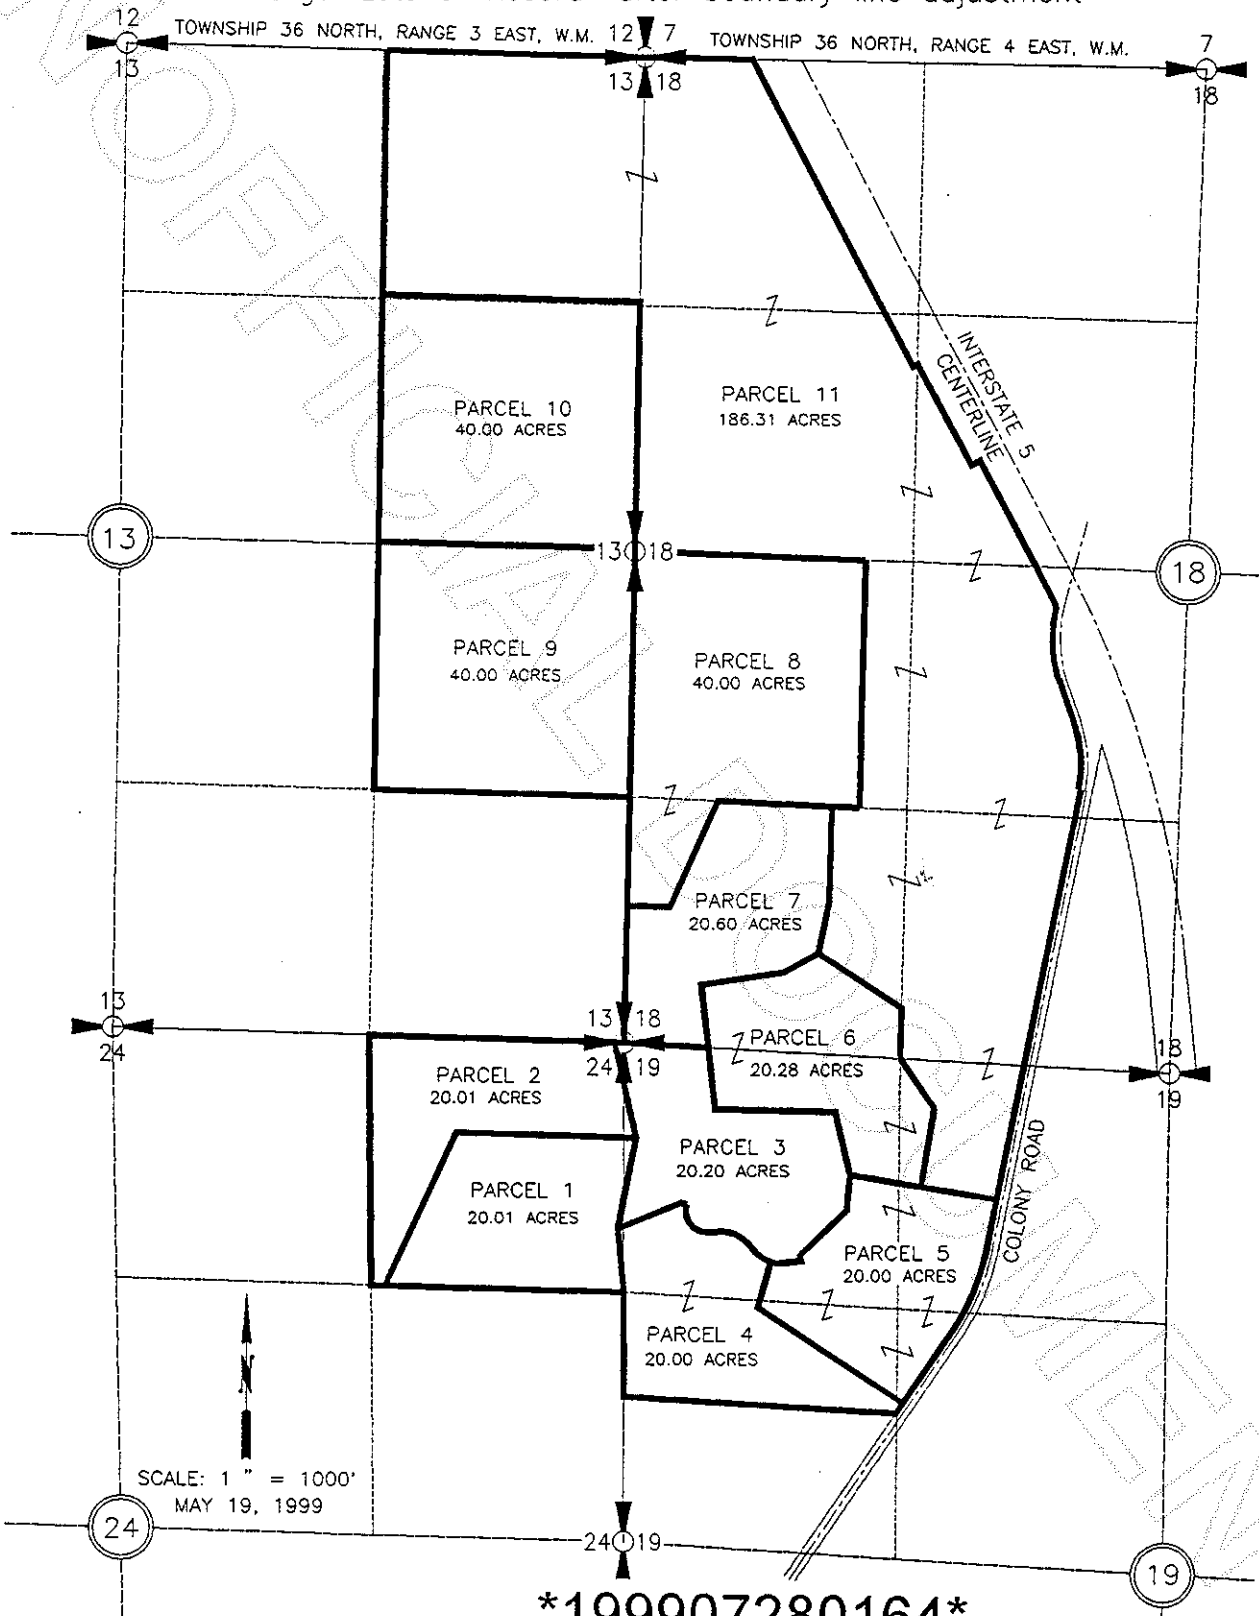 12
TOWNSHIP 36 NORTH, RANGE 3 EAST, W.M.
12 7
TOWNSHIP 36 NORTH, RANGE 4 EAST, W.M.
7
13
13 18
18
INTERSTATE 5
CENTERLINE
PARCEL 10
40.00 ACRES
PARCEL 11
186.31 ACRES
13
13 18
18
PARCEL 9
40.00 ACRES
PARCEL 8
40.00 ACRES
PARCEL 7
20.60 ACRES
13
24
13 18
24 19
PARCEL 6
20.28 ACRES
18
19
PARCEL 2
20.01 ACRES
PARCEL 3
20.20 ACRES
COLONY ROAD
PARCEL 1
20.01 ACRES
PARCEL 5
20.00 ACRES
PARCEL 4
20.00 ACRES
N
SCALE: 1 " = 1000'
MAY 19, 1999
24
24 19
19
*199907280164*
UNOFFICIAL DOCUMENT